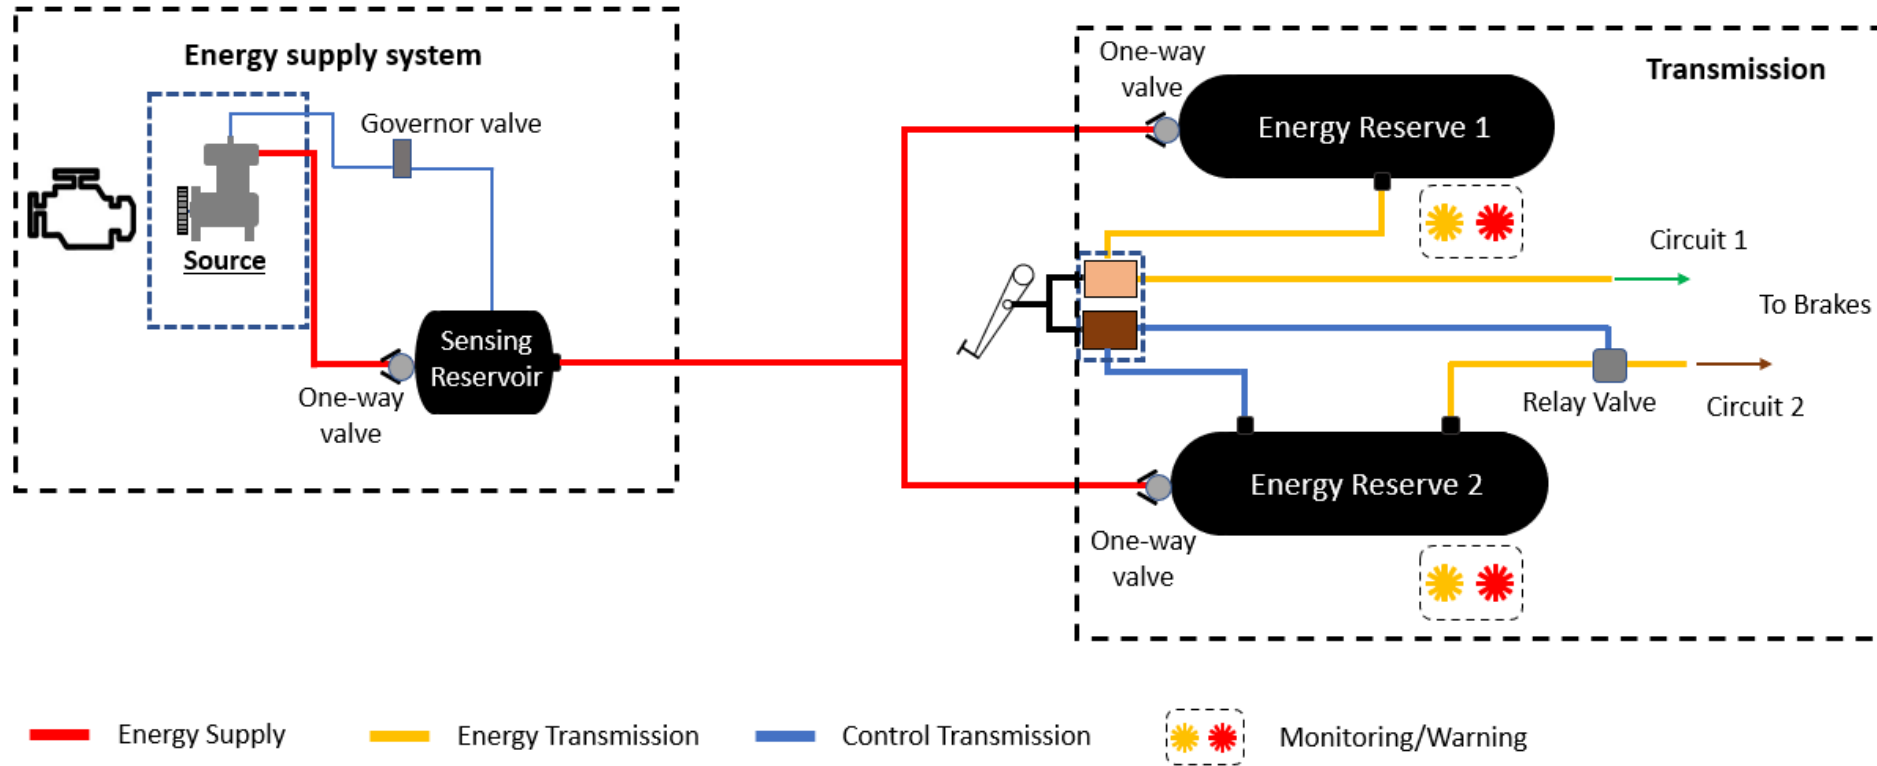 Energy supply system
Governor valve
Source
Sensing
Reservoir
One-way
valve
Transmission
One-way
valve
Energy Reserve 1
Circuit 1
To Brakes
Relay Valve
Circuit 2
Energy Reserve 2
One-way
valve
Energy Supply
Energy Transmission
Control Transmission
Monitoring/Warning